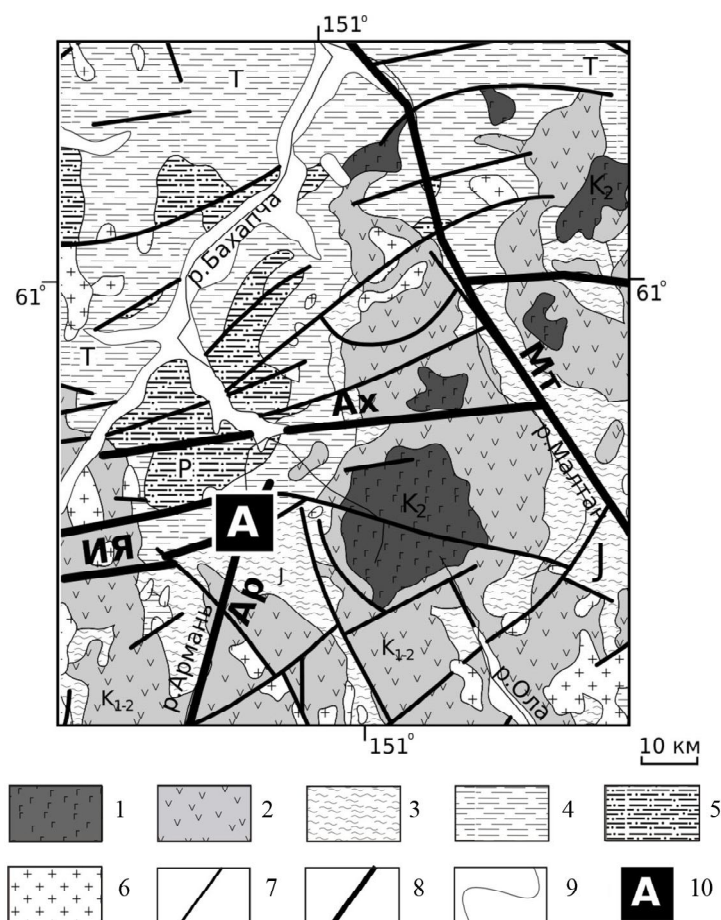 151°
T
T
р.Бахапча
K2
61°
61°
T
Мт
Ах
р.Малтан
P
K2
A
ИЯ
J
J
Ар
р.Армань
K1-2
K1-2
р.Ола
151°
10 км
1
2
3
4
5
6
7
8
9
A
10